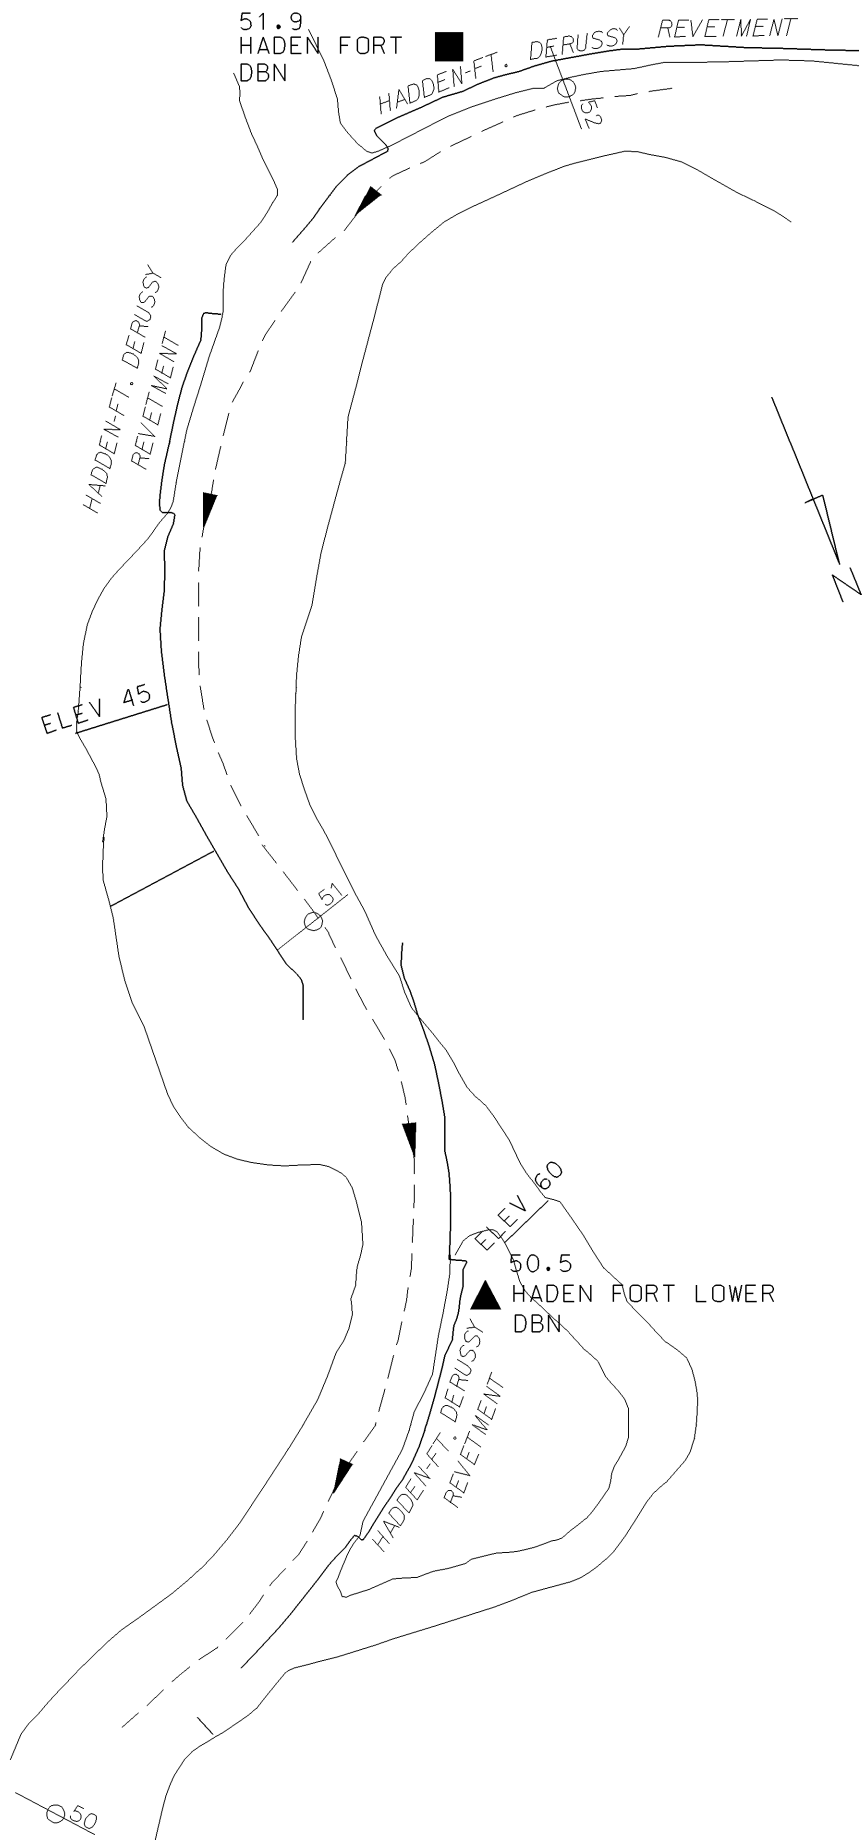 51.9
HADEN FORT
DBN
HADDEN-FT. DERUSSY REVETMENT
52
HADDEN-FT. DERUSSY
REVETMENT
N
ELEV 45
51
ELEV 60
50.5
HADEN FORT LOWER
DBN
HADDEN-FT. DERUSSY
REVETMENT
50